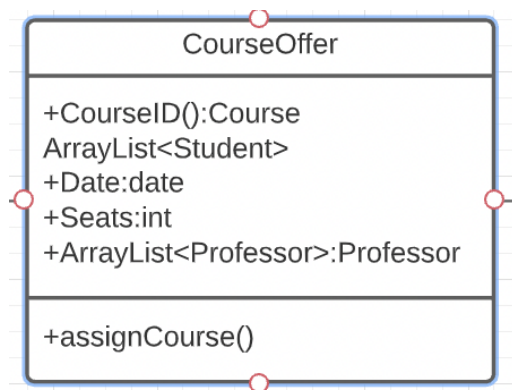 CourseOffer
+CourseID():Course
ArrayList<Student>
+Date:date
+Seats:int
+ArrayList<Professor>:Professor
+assignCourse()